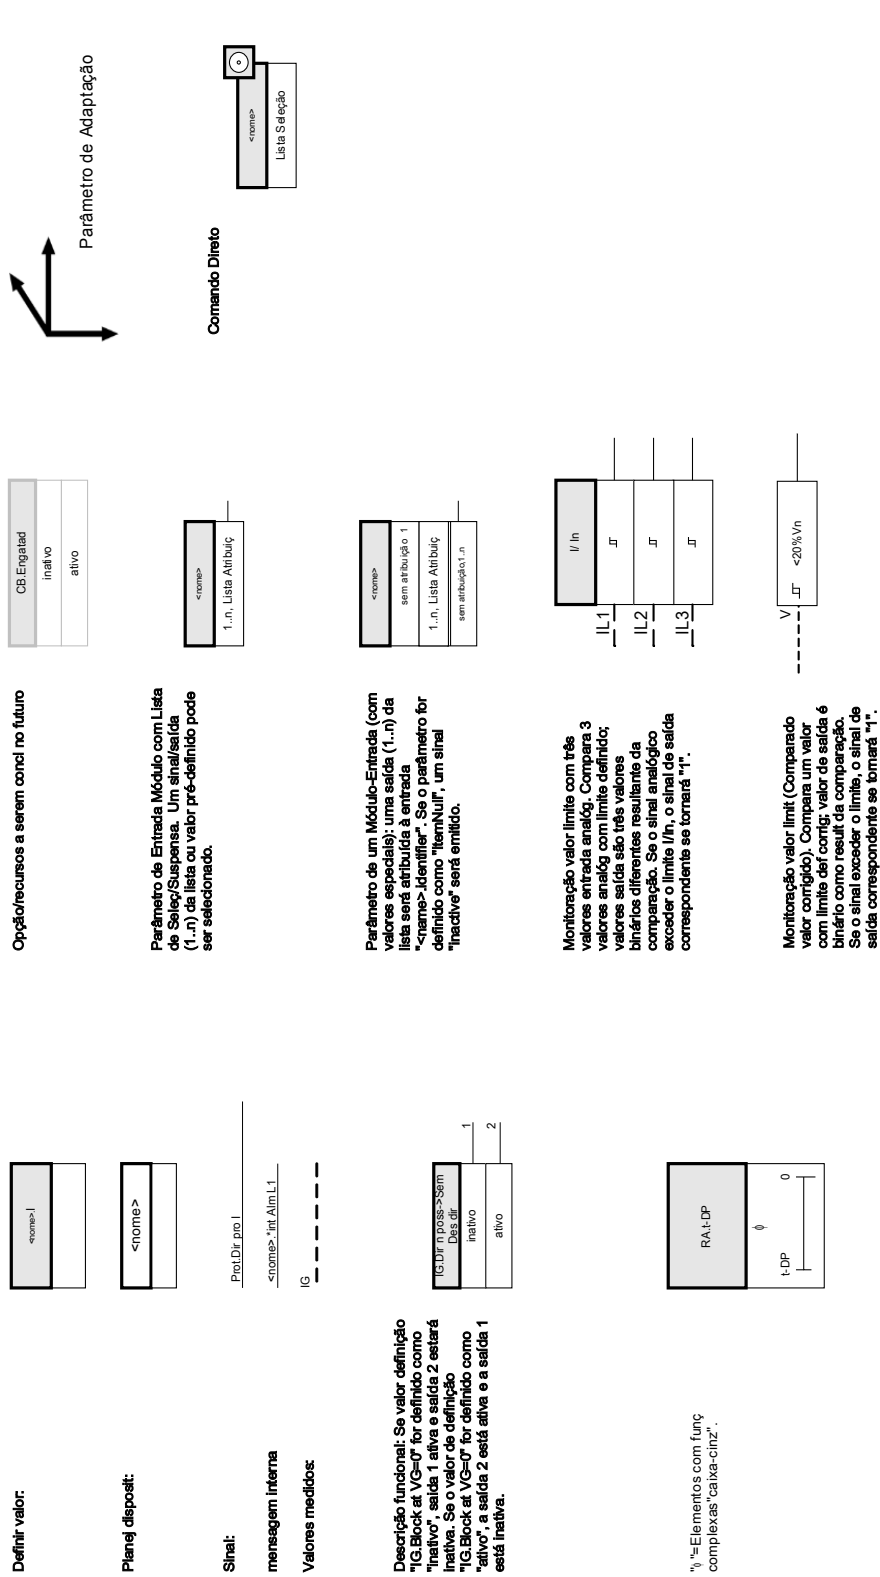 Definir valor:
<nome>.I
Planej disposit:
<nome>
Sinal:
Prot.Dir pro I
mensagem interna
<nome>.*int Alm L1
Valores medidos:
IG
Descrição funcional: Se valor definição
"IG.Block at VG=0" for definido como
"inativo", saída 1 ativa e saída 2 estará
inativa. Se o valor de definição
"IG.Block at VG=0" for definido como
"ativo", a saída 2 está ativa e a saída 1
está inativa.
IG.Dir n poss->Sem
Des dir
inativo
ativo
1
2
"ϕ"=Elementos com funç
complexas"caixa-cinz".
RA.t-DP
ϕ
t-DP
0
Opção/recursos a serem concl no futuro
CB.Engatad
inativo
ativo
Parâmetro de Entrada Módulo com Lista
de Seleç/Suspensa. Um sinal/saída
(1..n) da lista ou valor pré-definido pode
ser selecionado.
<nome>
1..n, Lista Atribuiç
Parâmetro de um Módulo-Entrada (com
valores especiais): uma saída (1..n) da
lista será atribuída à entrada
"<name>.identifier". Se o parâmetro for
definido como "ItemNull", um sinal
"inactive" será emitido.
<nome>
sem atribuição 1
1..n, Lista Atribuiç
sem atribuição,1..n
Monitoração valor limite com três
valores entrada analóg. Compara 3
valores analóg com limite definido;
valores saída são três valores
binários diferentes resultante da
comparação. Se o sinal analógico
exceder o limite I/In, o sinal de saída
correspondente se tornará "1".
I/ In
IL1
IL2
IL3
Monitoração valor limit (Comparado
valor corrigido). Compara um valor
com limite def corrig; valor de saída é
binário como result da comparação.
Se o sinal exceder o limite, o sinal de
saída correspondente se tornará "1".
V
<20%Vn
Parâmetro de Adaptação
Comando Direto
<nome>
Lista Seleção